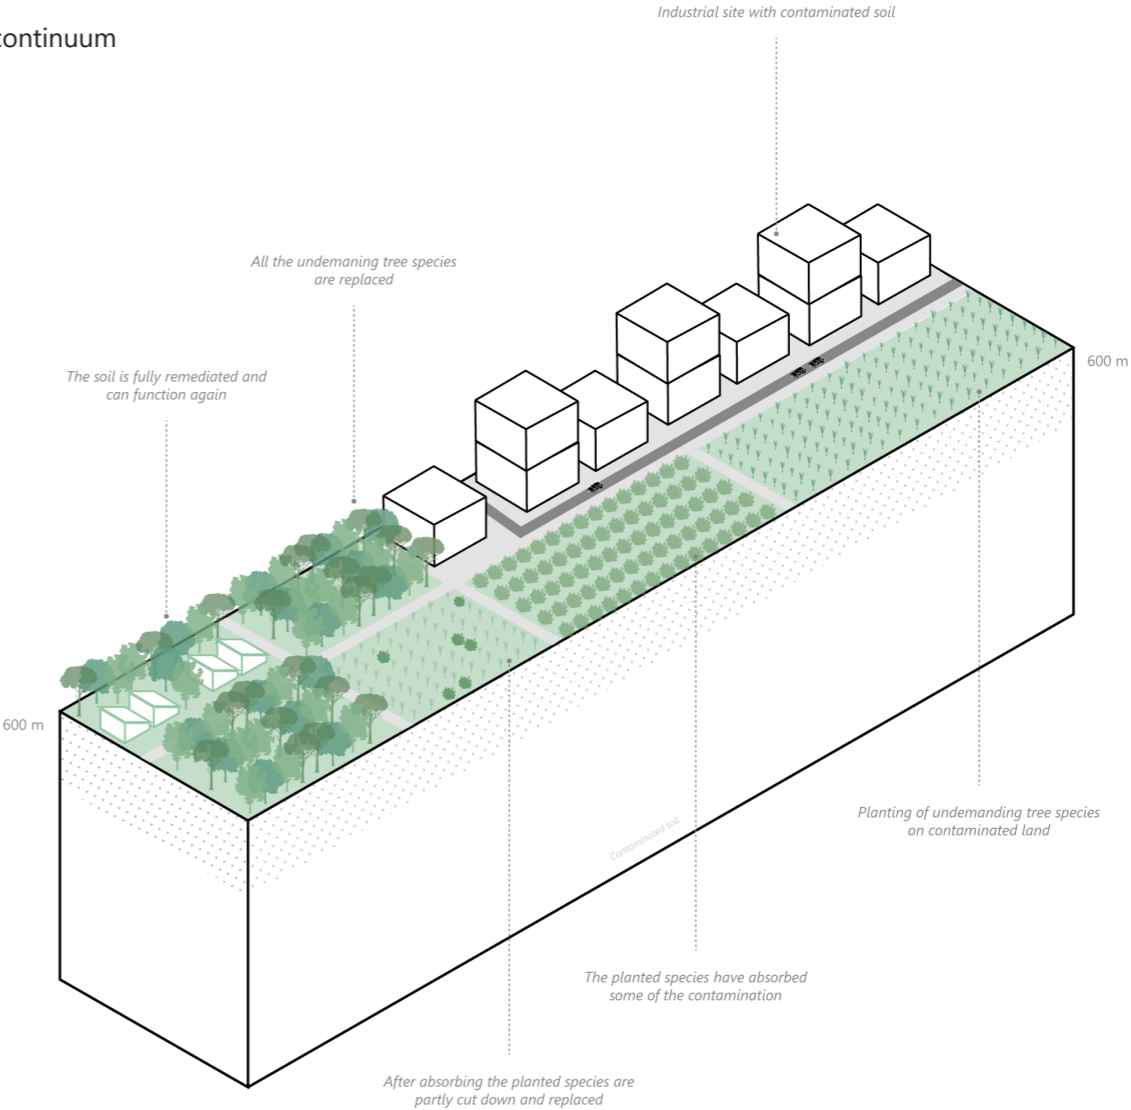 Industrial site with contaminated soil
continuum
All the undemaning tree species
are replaced
The soil is fully remediated and
can function again
600 m
600 m
Planting of undemanding tree species
on contaminated land
Contaminated soil
The planted species have absorbed
some of the contamination
After absorbing the planted species are
partly cut down and replaced